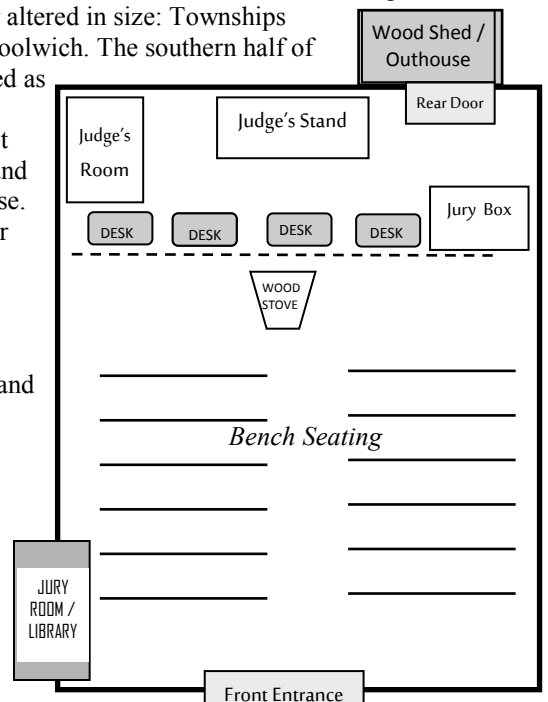 altered in size: Townships
oolwich. The southern half of
ed as
t
and
se.
r
and
Wood Shed /
Outhouse
Rear Door
Judge's
Room
Judge's Stand
Jury Box
DESK
DESK
DESK
DESK
WOOD
STOVE
Bench Seating
JURY
ROOM /
LIBRARY
Front Entrance